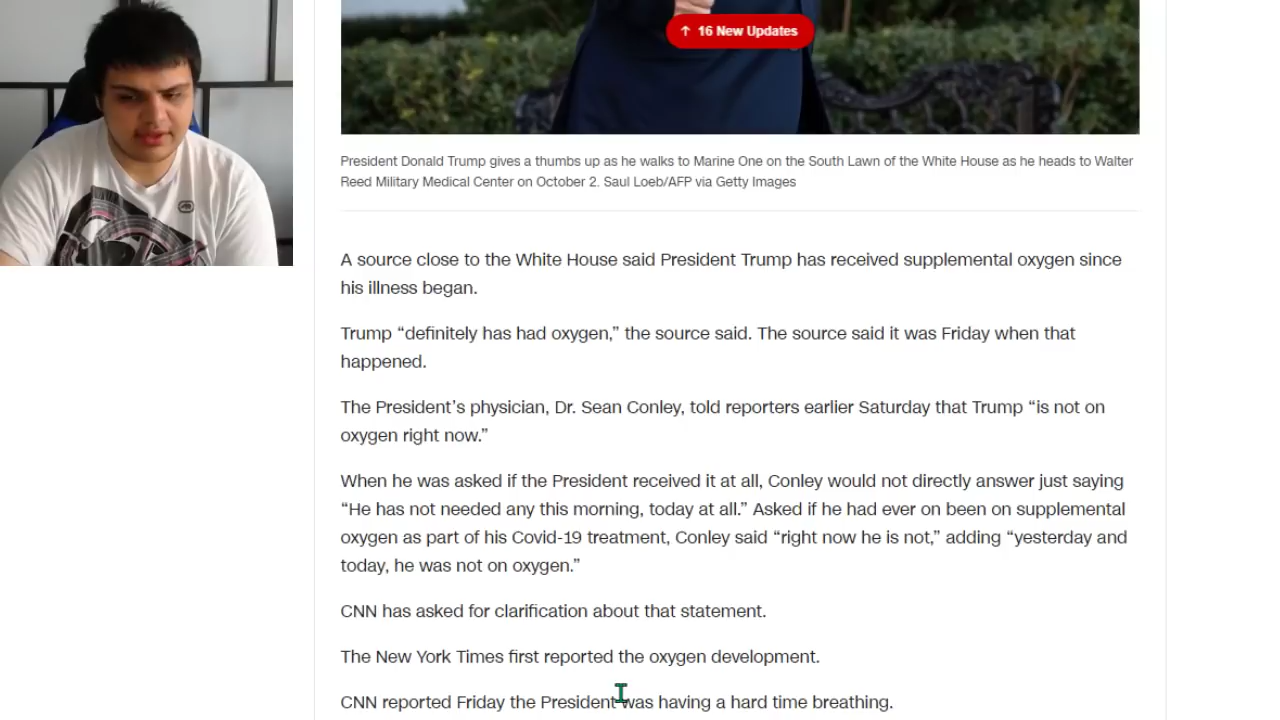 ↑ 16 New Updates
President Donald Trump gives a thumbs up as he walks to Marine One on the South Lawn of the White House as he heads to Walter
Reed Military Medical Center on October 2. Saul Loeb/AFP via Getty Images
A source close to the White House said President Trump has received supplemental oxygen since
his illness began.
Trump “definitely has had oxygen,” the source said. The source said it was Friday when that
happened.
The President’s physician, Dr. Sean Conley, told reporters earlier Saturday that Trump “is not on
oxygen right now.”
When he was asked if the President received it at all, Conley would not directly answer just saying
“He has not needed any this morning, today at all.” Asked if he had ever on been on supplemental
oxygen as part of his Covid-19 treatment, Conley said “right now he is not,” adding “yesterday and
today, he was not on oxygen.”
CNN has asked for clarification about that statement.
The New York Times first reported the oxygen development.
CNN reported Friday the President was having a hard time breathing.